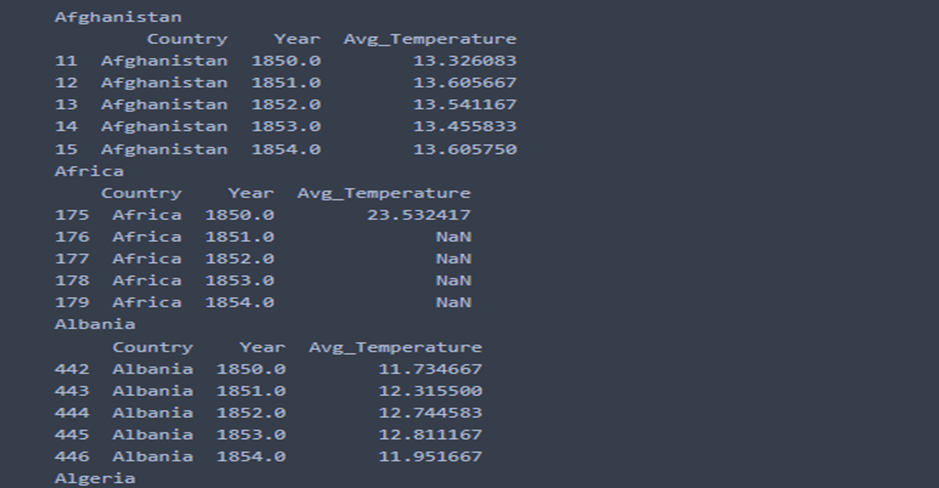 Afghanistan
Country Year Avg_Temperature
11 Afghanistan 1850.0 13.326083
12 Afghanistan 1851.0 13.605667
13 Afghanistan 1852.0 13.541167
14 Afghanistan 1853.0 13.455833
15 Afghanistan 1854.0 13.605750
Africa
Country Year Avg_Temperature
175 Africa 1850.0 23.532417
176 Africa 1851.0 NaN
177 Africa 1852.0 NaN
178 Africa 1853.0 NaN
179 Africa 1854.0 NaN
Albania
Country Year Avg_Temperature
442 Albania 1850.0 11.734667
443 Albania 1851.0 12.315500
444 Albania 1852.0 12.744583
445 Albania 1853.0 12.811167
446 Albania 1854.0 11.951667
Algeria